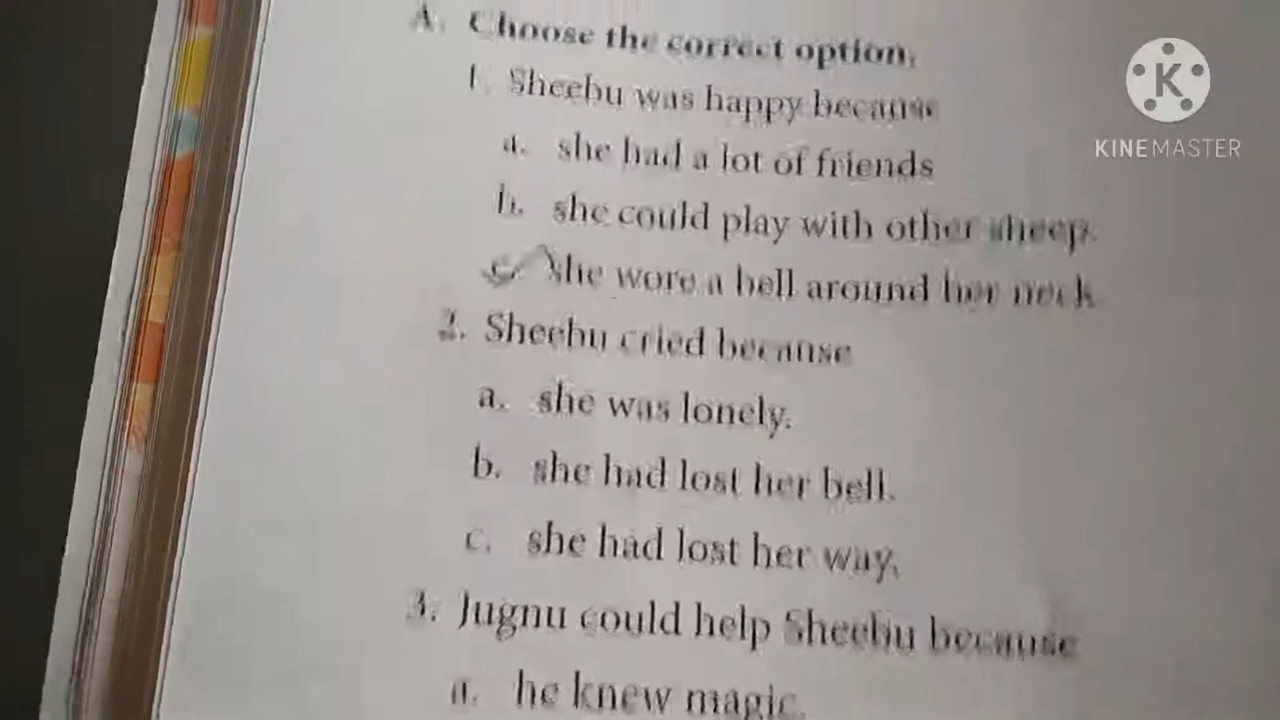 A. Choose the correct option.
1. Sheebu was happy because
a. she had a lot of friends
b. she could play with other sheep.
c. she wore a bell around her neck
2. Sheebu cried because
a. she was lonely.
b. she had lost her bell.
c. she had lost her way.
3. Jugnu could help Sheebu because
a. he knew magic.
K
KINEMASTER